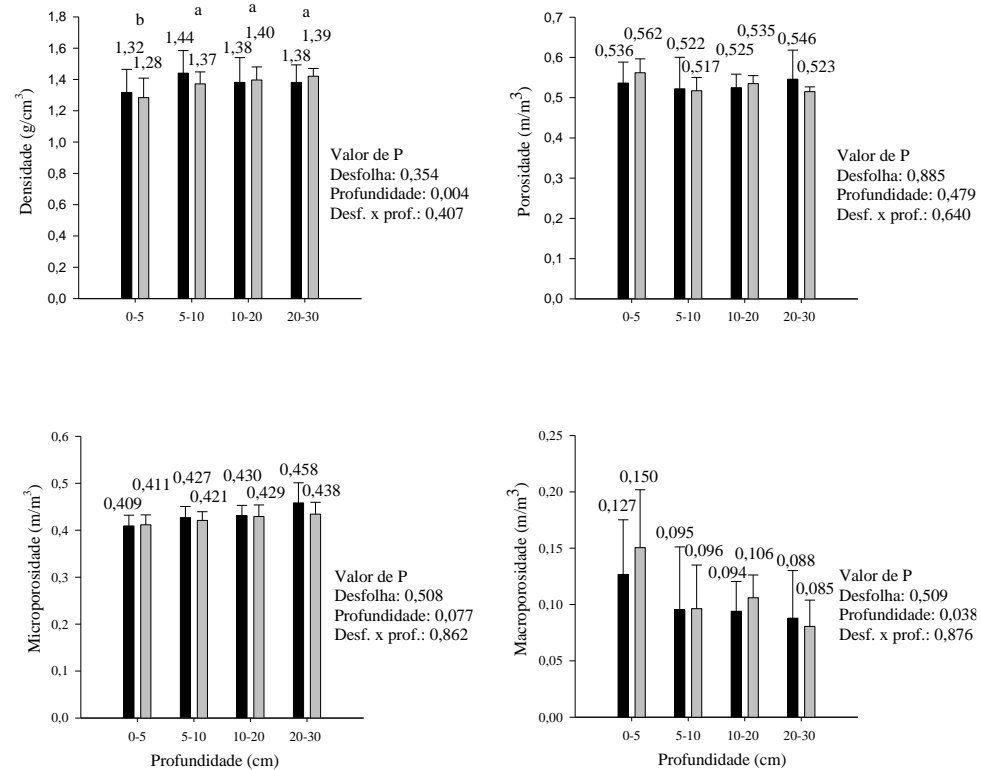 b a a a
1,32 1,28 1,44 1,37 1,38 1,40 1,38 1,39
1,8
1,6
1,4
1,2
1,0
0,8
0,6
0,4
0,2
0,0
Densidade (g/cm³)
Valor de P
Desfolha: 0,354
Profundidade: 0,004
Desf. x prof.: 0,407
0-5 5-10 10-20 20-30
0,536 0,562 0,522 0,517 0,525 0,535 0,546 0,523
0,7
0,6
0,5
0,4
0,3
0,2
0,1
0,0
Porosidade (m/m³)
Valor de P
Desfolha: 0,885
Profundidade: 0,479
Desf. x prof.: 0,640
0-5 5-10 10-20 20-30
0,409 0,411 0,427 0,421 0,430 0,429 0,458 0,438
0,6
0,5
0,4
0,3
0,2
0,1
0,0
Microporosidade (m/m³)
Valor de P
Desfolha: 0,508
Profundidade: 0,077
Desf. x prof.: 0,862
0-5 5-10 10-20 20-30
Profundidade (cm)
0,127 0,150 0,095 0,096 0,094 0,106 0,088 0,085
0,25
0,20
0,15
0,10
0,05
0,00
Macroporosidade (m/m³)
Valor de P
Desfolha: 0,509
Profundidade: 0,038
Desf. x prof.: 0,876
0-5 5-10 10-20 20-30
Profundidade (cm)